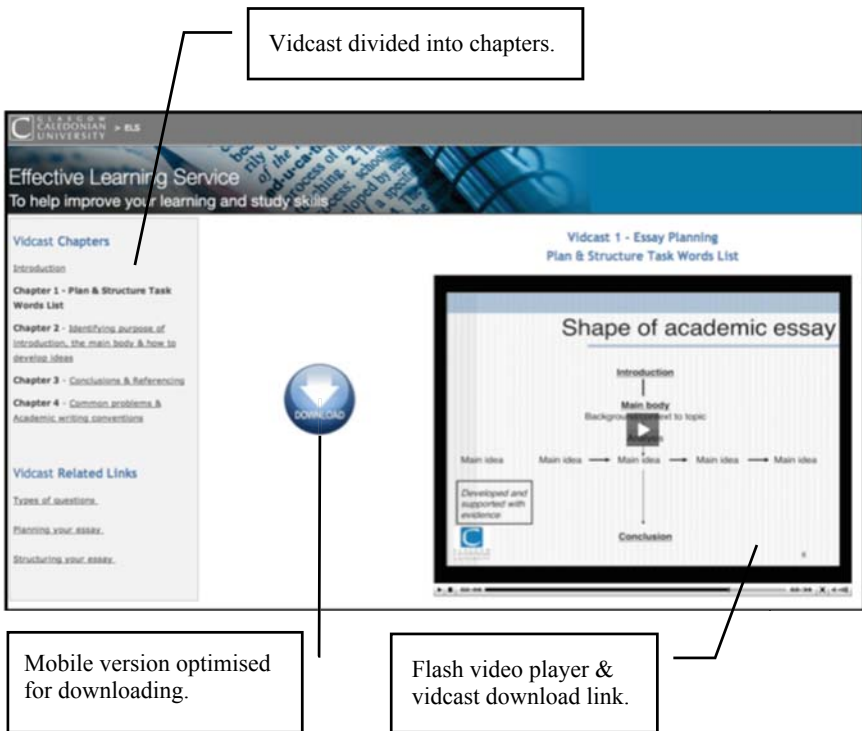 Vidcast divided into chapters.
GLASGOW
CALEDONIAN
UNIVERSITY
> ELS
Effective Learning Service
To help improve your learning and study skills
Vidcast Chapters
Introduction
Chapter 1 - Plan & Structure Task
Words List
Chapter 2 - Identifying purpose of
introduction, the main body & how to
develop ideas
Chapter 3 - Conclusions & Referencing
Chapter 4 - Common problems &
Academic writing conventions
Vidcast Related Links
Types of questions.
Planning your essay.
Structuring your essay.
DOWNLOAD
Vidcast 1 - Essay Planning
Plan & Structure Task Words List
Shape of academic essay
Introduction
Main body
Main idea Main idea Main idea Main idea Main idea
Developed and
supported with
evidence
Conclusion
Mobile version optimised
for downloading.
Flash video player &
vidcast download link.